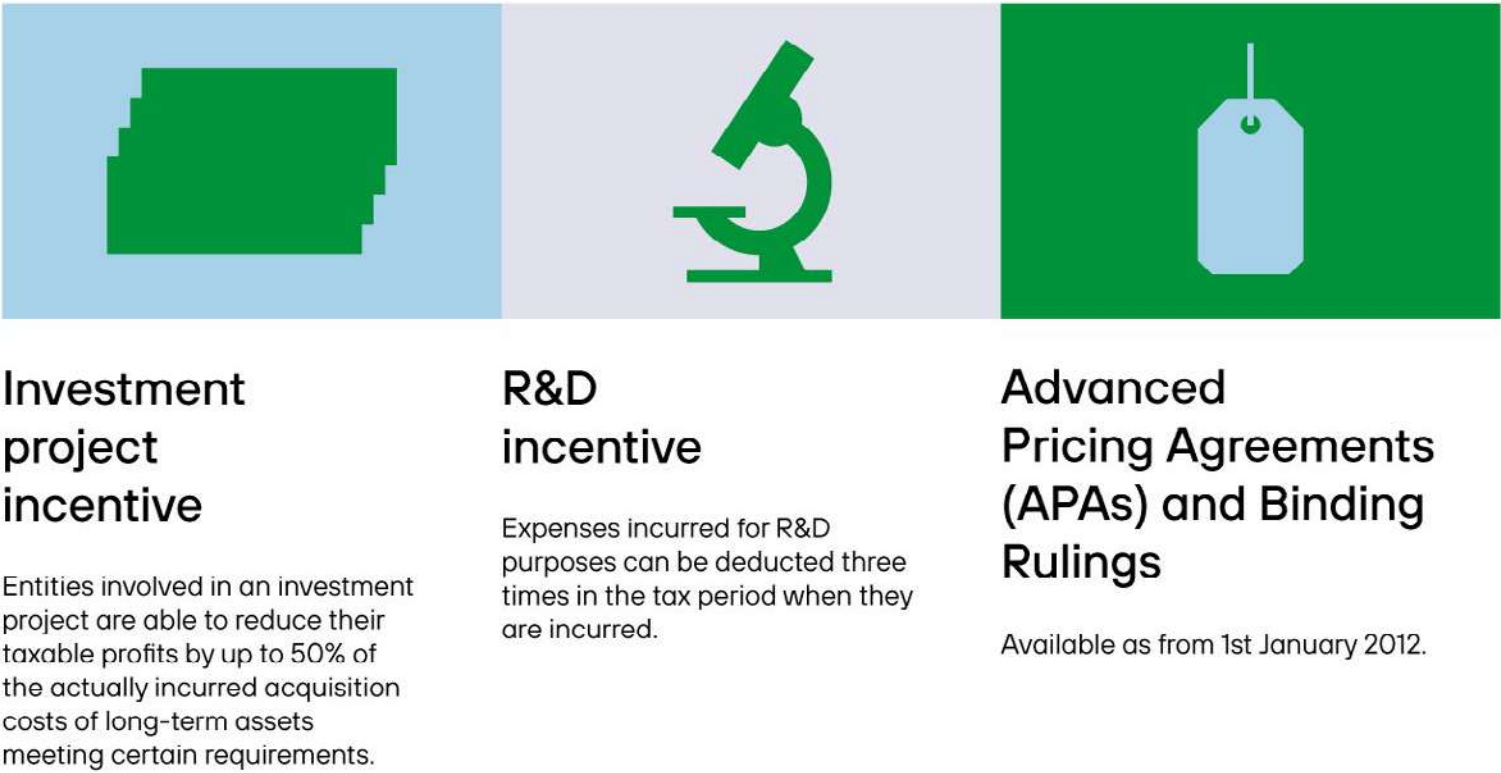 Investment
project
incentive
Entities involved in an investment
project are able to reduce their
taxable profits by up to 50% of
the actually incurred acquisition
costs of long-term assets
meeting certain requirements.
R&D
incentive
Expenses incurred for R&D
purposes can be deducted three
times in the tax period when they
are incurred.
Advanced
Pricing Agreements
(APAs) and Binding
Rulings
Available as from 1st January 2012.